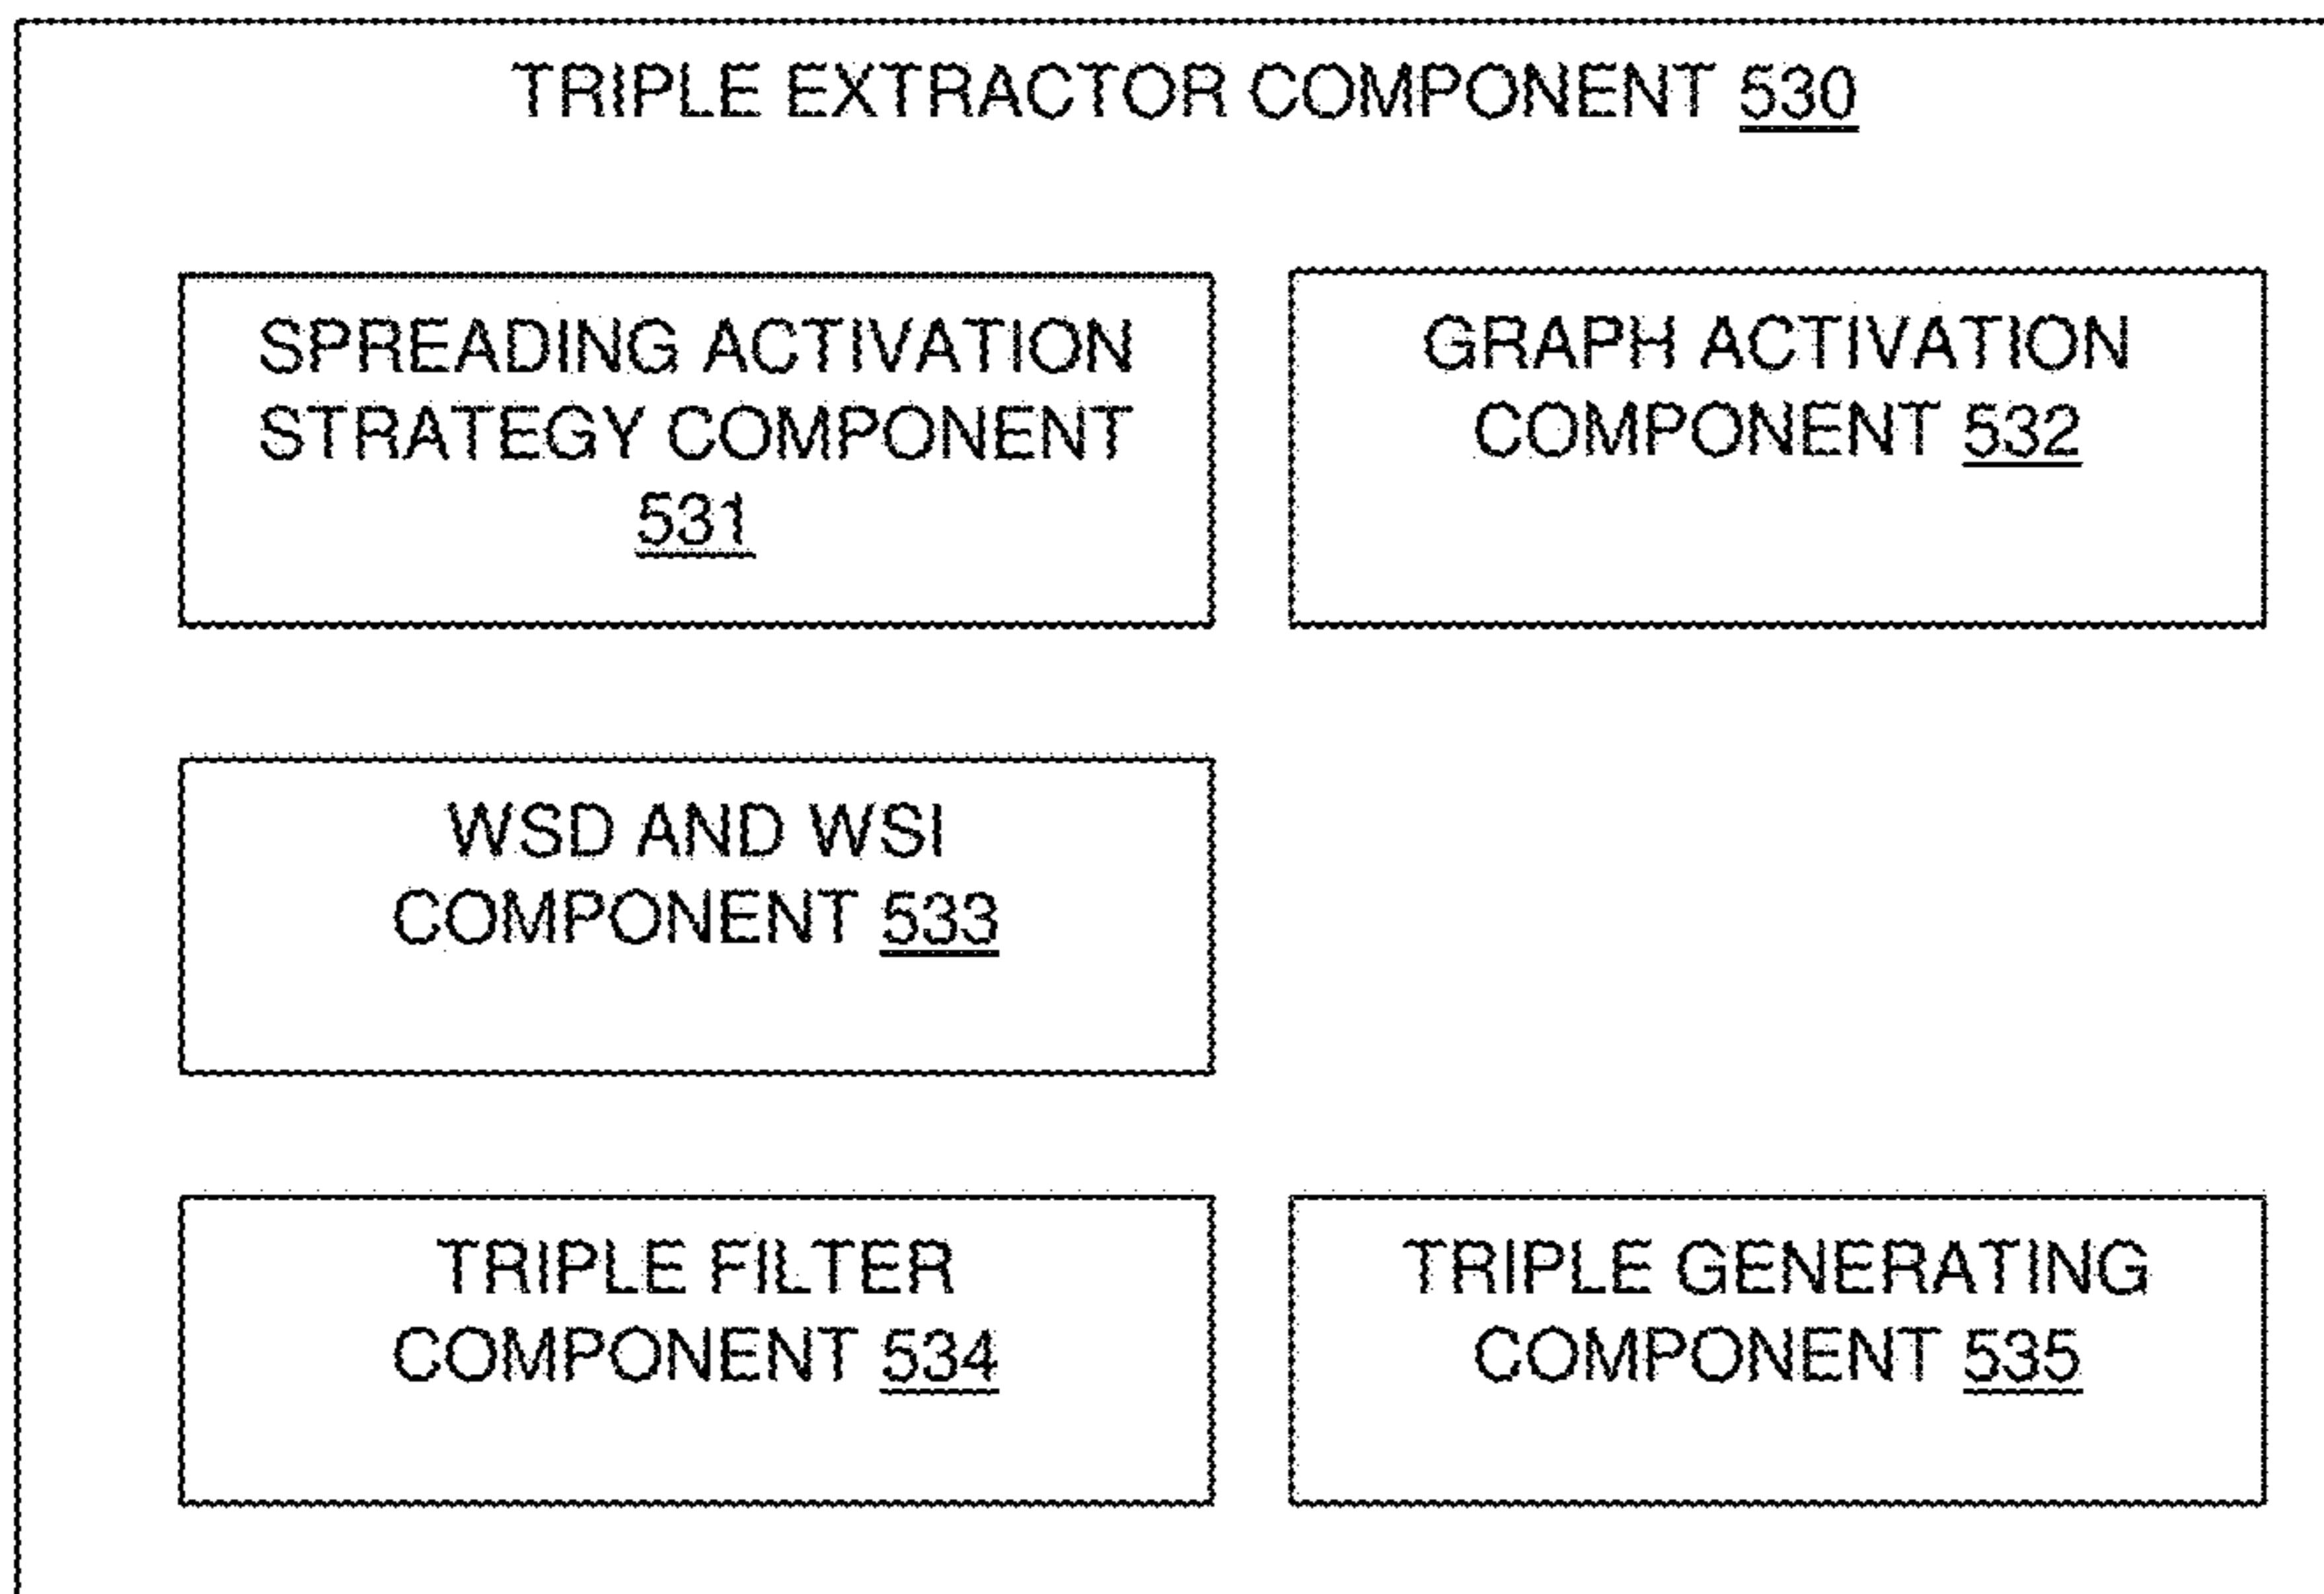 TRIPLE EXTRACTOR COMPONENT 530
SPREADING ACTIVATION
STRATEGY COMPONENT
531
GRAPH ACTIVATION
COMPONENT 532
WSD AND WSI
COMPONENT 533
TRIPLE FILTER
COMPONENT 534
TRIPLE GENERATING
COMPONENT 535